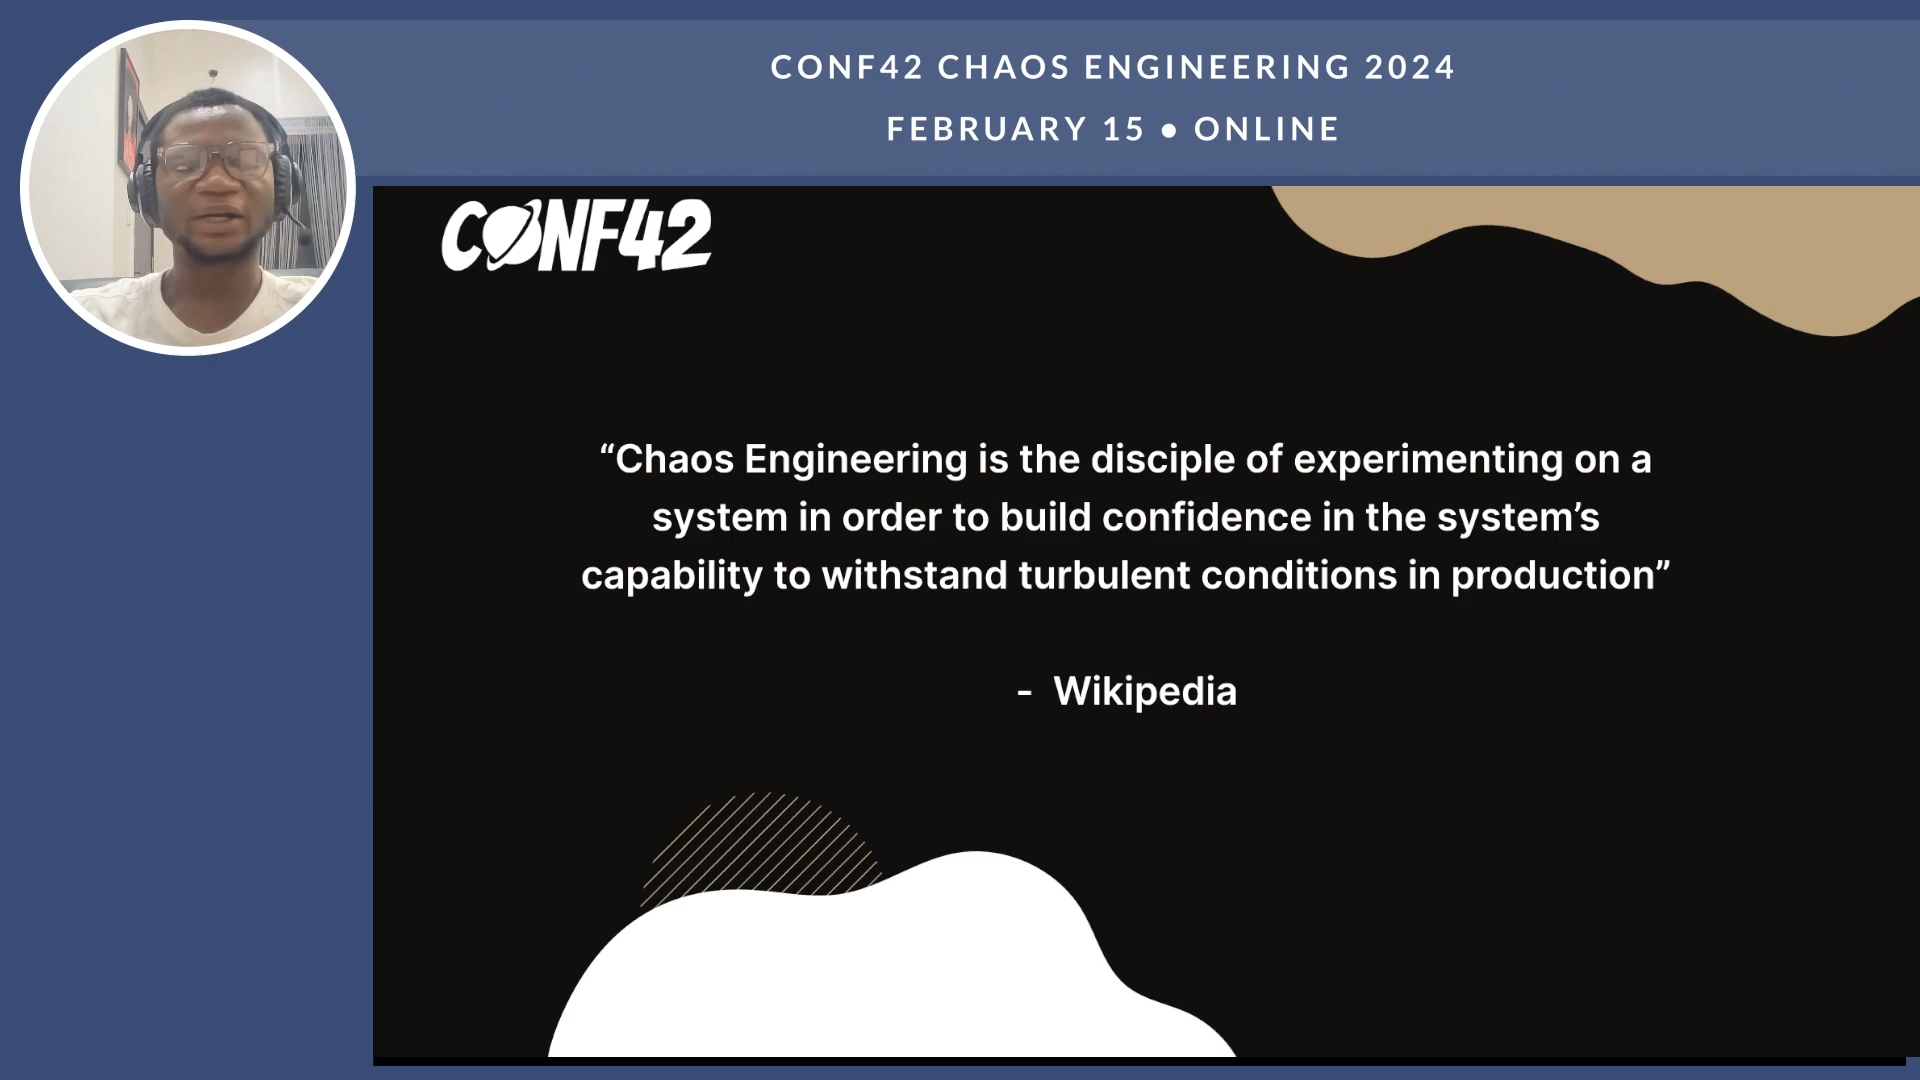 CONF42 CHAOS ENGINEERING 2024
FEBRUARY 15 • ONLINE
CONF42
“Chaos Engineering is the disciple of experimenting on a
system in order to build confidence in the system’s
capability to withstand turbulent conditions in production”
- Wikipedia